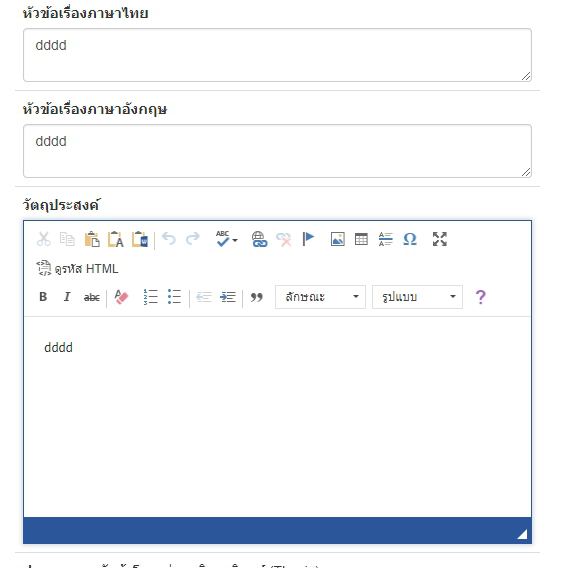 หัวข้อเรื่องภาษาไทย
dddd
หัวข้อเรื่องภาษาอังกฤษ
dddd
วัตถุประสงค์
ABC
ดูรหัส HTML
B I abc ลักษณะ รูปแบบ ?
dddd